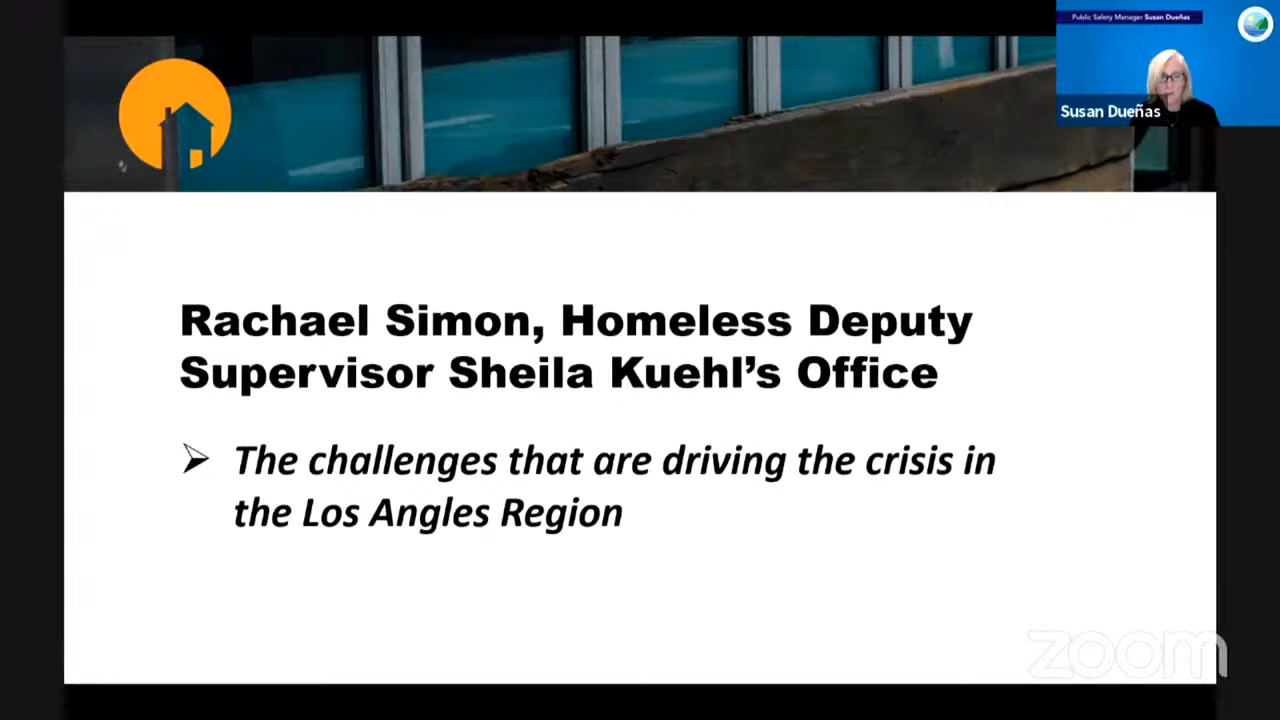 Public Safety Manager Susan Dueñas
Susan Dueñas
Rachael Simon, Homeless Deputy
Supervisor Sheila Kuehl’s Office
➢ The challenges that are driving the crisis in
the Los Angles Region
zoom